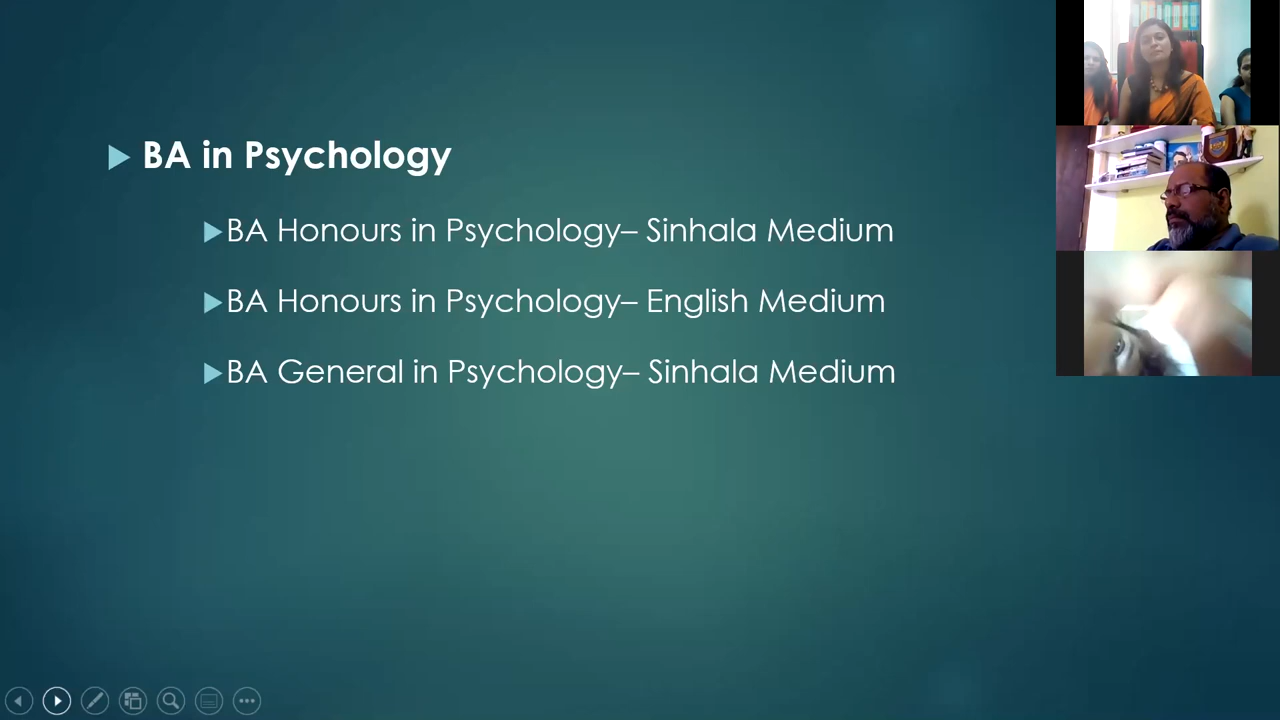 BA in Psychology
BA Honours in Psychology– Sinhala Medium
BA Honours in Psychology– English Medium
BA General in Psychology– Sinhala Medium